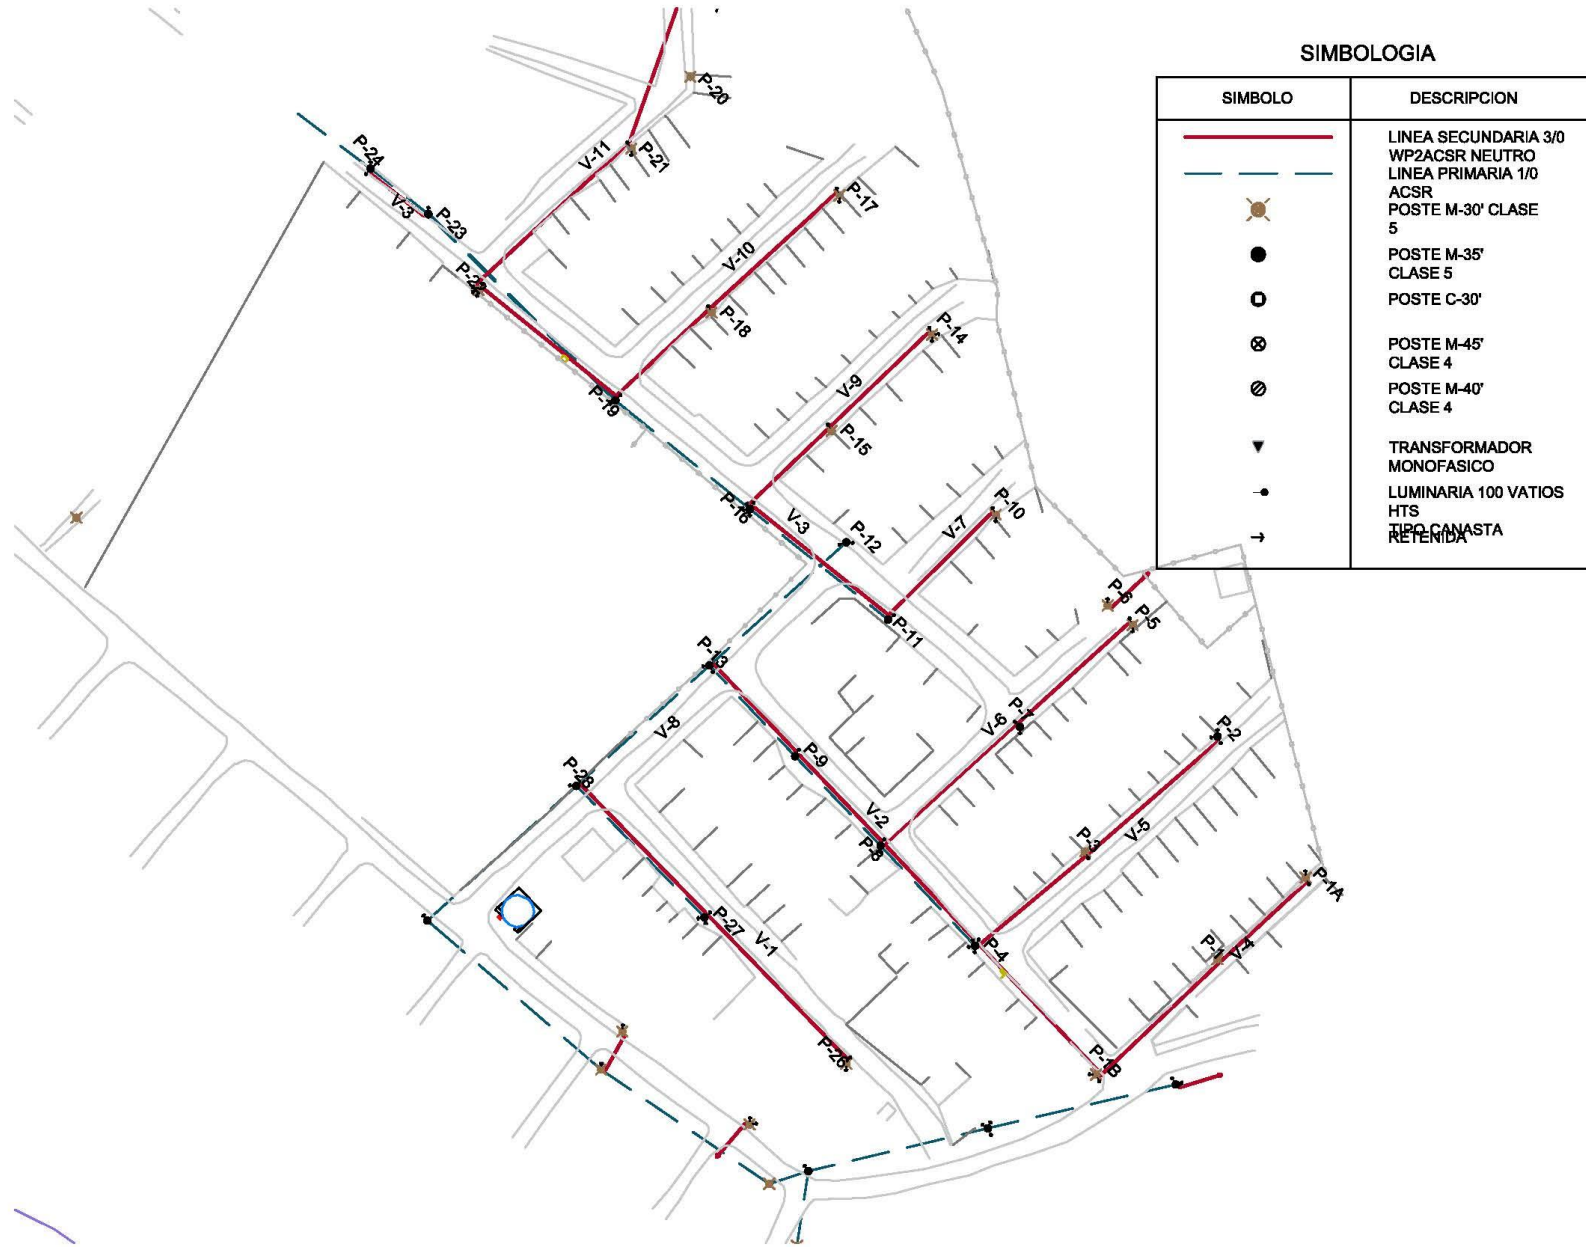 SIMBOLOGIA
SIMBOLO
DESCRIPCION
LINEA SECUNDARIA 3/0
WP2ACSR NEUTRO
LINEA PRIMARIA 1/0
ACSR
POSTE M-30' CLASE
5
POSTE M-35'
CLASE 5
POSTE C-30'
POSTE M-45'
CLASE 4
POSTE M-40'
CLASE 4
TRANSFORMADOR
MONOFASICO
LUMINARIA 100 VATIOS
HTS
TIPO CANASTA
RETENIDA
P-20
P-21
V-11
P-24
V-3
P-23
P-22
P-17
V-10
P-18
P-19
P-14
V-9
P-15
P-16
V-3
P-12
P-10
V-7
P-11
P-6
P-5
P-13
V-8
V-6
P-9
P-2
P-28
V-2
P-8
P-3
V-5
P-1A
P-27
V-1
P-4
P-1
V-4
P-26
P-1B